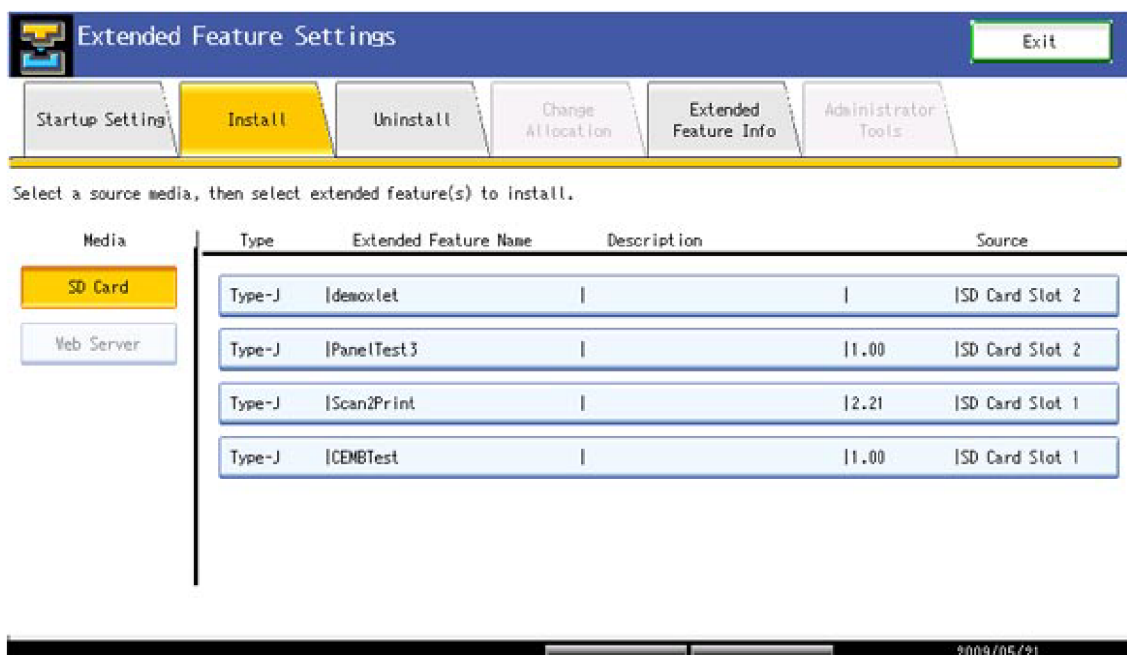 Extended Feature Settings
Exit
Startup Setting
Install
Uninstall
Change
Allocation
Extended
Feature Info
Administrator
Tools
Select a source media, then select extended feature(s) to install.
Media Type Extended Feature Name Description Source
SD Card
Web Server
Type-J |demoxlet | | |SD Card Slot 2
Type-J |PanelTest3 | |1.00 |SD Card Slot 2
Type-J |Scan2Print | |2.21 |SD Card Slot 1
Type-J |CEMBTest | |1.00 |SD Card Slot 1
2009/05/21